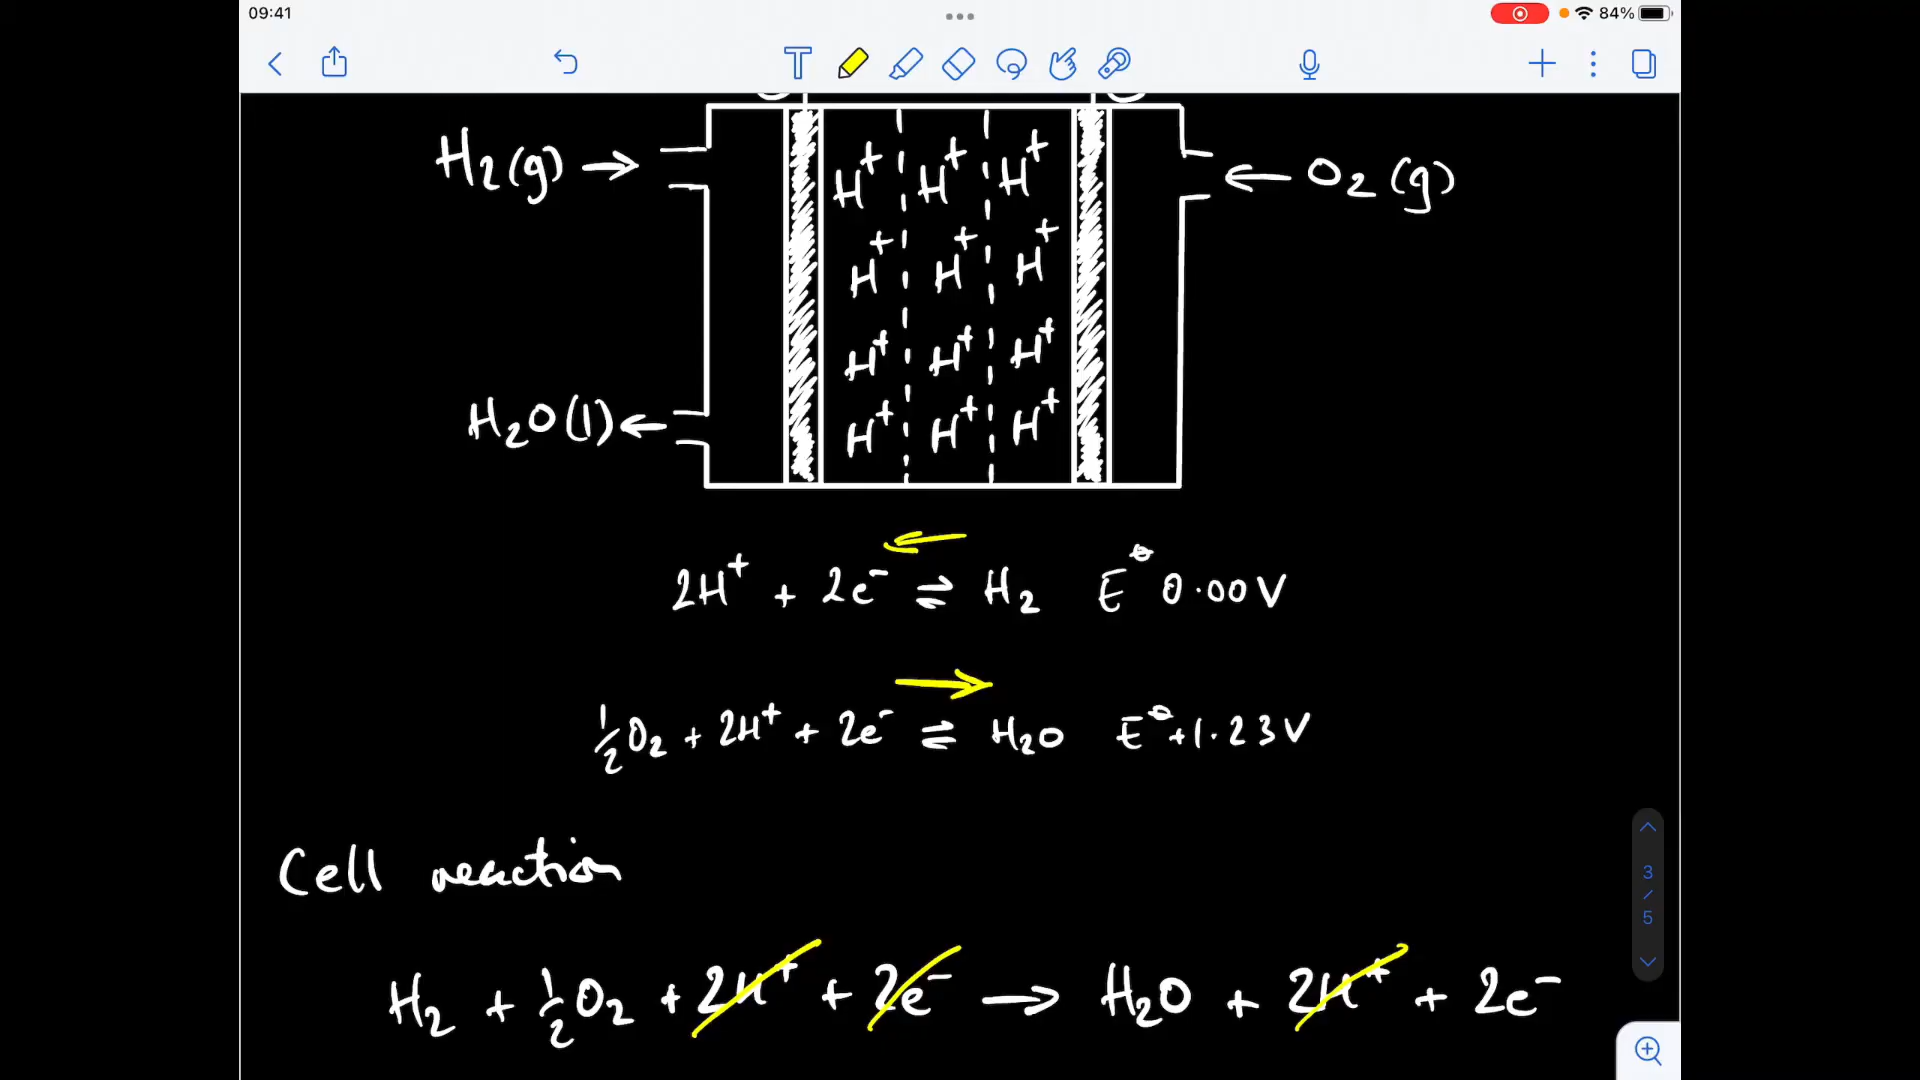 09:41
84%
H₂(g) →
← O₂(g)
H⁺ H⁺ H⁺
H⁺ H⁺ H⁺
H⁺ H⁺ H⁺
H⁺ H⁺ H⁺
H₂O(l) ←
←
2H⁺ + 2e⁻ ⇌ H₂ E⦵ 0.00V
→
½O₂ + 2H⁺ + 2e⁻ ⇌ H₂O E⦵ +1.23V
Cell reaction
H₂ + ½O₂ + 2H⁺ + 2e⁻ → H₂O + 2H⁺ + 2e⁻
3
/
5